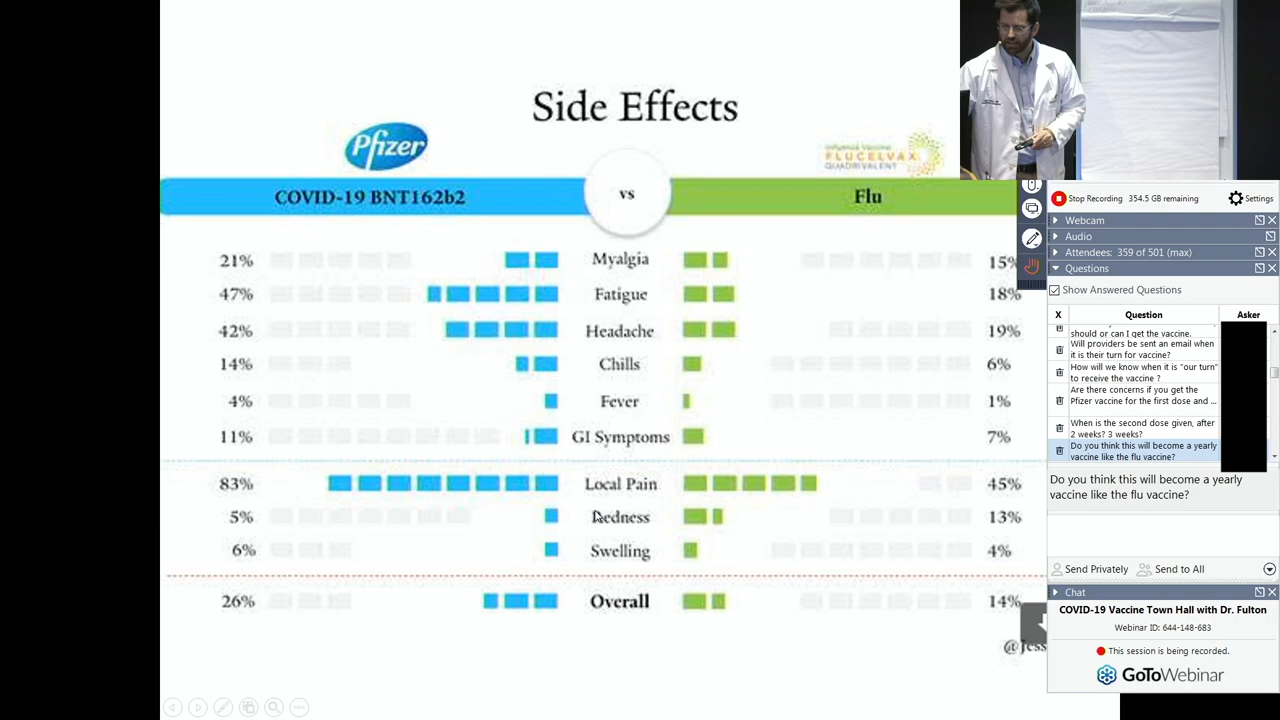 Side Effects
Pfizer
Influenza Vaccine
FLUCELVAX
QUADRIVALENT
COVID-19 BNT162b2
vs
Flu
21% Myalgia 15%
47% Fatigue 18%
42% Headache 19%
14% Chills 6%
4% Fever 1%
11% GI Symptoms 7%
83% Local Pain 45%
5% Redness 13%
6% Swelling 4%
26% Overall 14%
@Jess
Stop Recording 354.5 GB remaining Settings
Webcam
Audio
Attendees: 359 of 501 (max)
Questions
Show Answered Questions
X Question Asker
should or can I get the vaccine.
Will providers be sent an email when
it is their turn for vaccine?
How will we know when it is "our turn"
to receive the vaccine ?
Are there concerns if you get the
Pfizer vaccine for the first dose and ...
When is the second dose given, after
2 weeks? 3 weeks?
Do you think this will become a yearly
vaccine like the flu vaccine?
Do you think this will become a yearly
vaccine like the flu vaccine?
Send Privately Send to All
Chat
COVID-19 Vaccine Town Hall with Dr. Fulton
Webinar ID: 644-148-683
This session is being recorded.
GoToWebinar